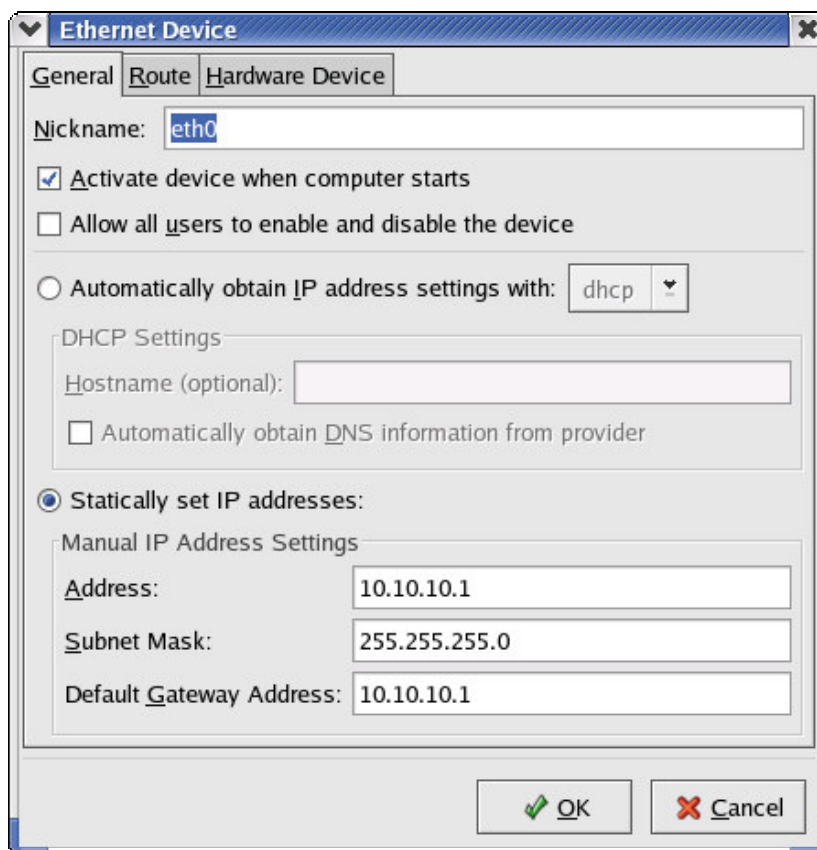 Ethernet Device
General Route Hardware Device
Nickname: eth0
Activate device when computer starts
Allow all users to enable and disable the device
Automatically obtain IP address settings with: dhcp
DHCP Settings
Hostname (optional):
Automatically obtain DNS information from provider
Statically set IP addresses:
Manual IP Address Settings
Address: 10.10.10.1
Subnet Mask: 255.255.255.0
Default Gateway Address: 10.10.10.1
OK Cancel